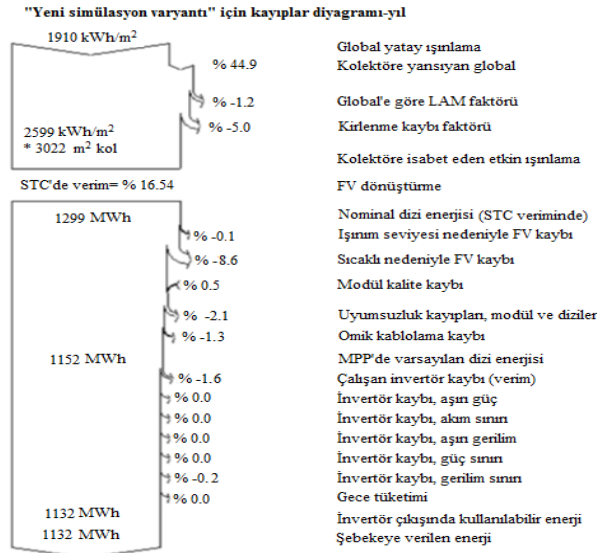 "Yeni simülasyon varyantı" için kayıplar diyagramı-yıl
1910 kWh/m²
Global yatay ışınlama
% 44.9 Kolektöre yansıyan global
% -1.2 Global'e göre LAM faktörü
% -5.0 Kirlenme kaybı faktörü
2599 kWh/m²
* 3022 m² kol
Kolektöre isabet eden etkin ışınlama
STC'de verim= % 16.54 FV dönüştürme
1299 MWh Nominal dizi enerjisi (STC veriminde)
% -0.1 Işınım seviyesi nedeniyle FV kaybı
% -8.6 Sıcaklı nedeniyle FV kaybı
% 0.5 Modül kalite kaybı
% -2.1 Uyumsuzluk kayıpları, modül ve diziler
% -1.3 Omik kablolama kaybı
1152 MWh MPP'de varsayılan dizi enerjisi
% -1.6 Çalışan invertör kaybı (verim)
% 0.0 İnvertör kaybı, aşırı güç
% 0.0 İnvertör kaybı, akım sınırı
% 0.0 İnvertör kaybı, aşırı gerilim
% 0.0 İnvertör kaybı, güç sınırı
% -0.2 İnvertör kaybı, gerilim sınırı
% 0.0 Gece tüketimi
1132 MWh İnvertör çıkışında kullanılabilir enerji
1132 MWh Şebekeye verilen enerji